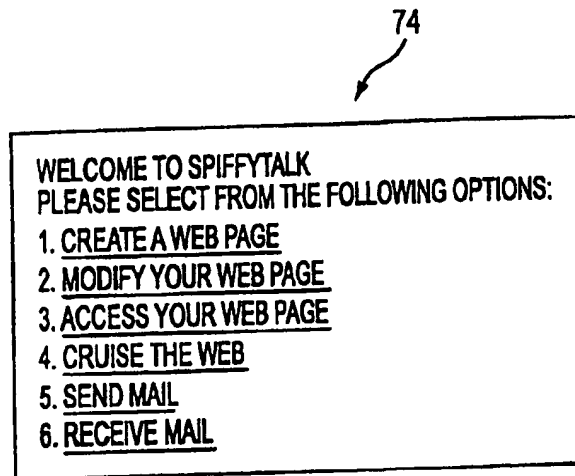 74
WELCOME TO SPIFFYTALK
PLEASE SELECT FROM THE FOLLOWING OPTIONS:
1. CREATE A WEB PAGE
2. MODIFY YOUR WEB PAGE
3. ACCESS YOUR WEB PAGE
4. CRUISE THE WEB
5. SEND MAIL
6. RECEIVE MAIL